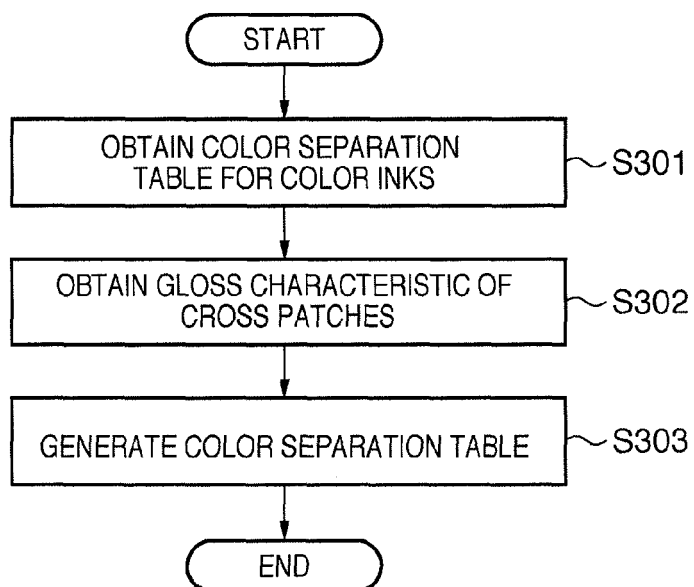 START
OBTAIN COLOR SEPARATION
TABLE FOR COLOR INKS
S301
OBTAIN GLOSS CHARACTERISTIC OF
CROSS PATCHES
S302
GENERATE COLOR SEPARATION TABLE
S303
END